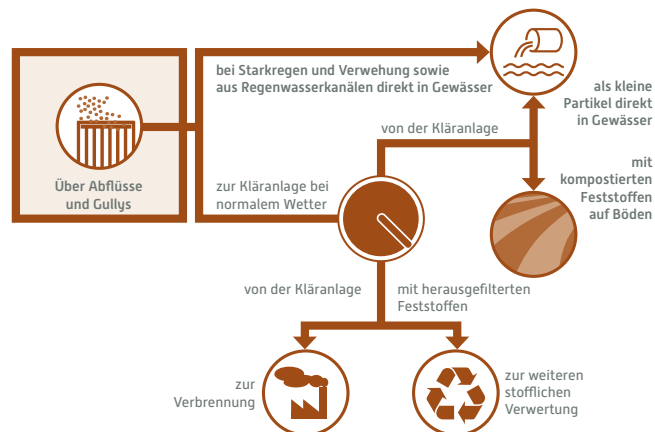 bei Starkregen und Verwehung sowie
aus Regenwasserkanälen direkt in Gewässer
als kleine
Partikel direkt
in Gewässer
von der Kläranlage
Über Abflüsse
und Gullys
zur Kläranlage bei
normalem Wetter
mit
kompostierten
Feststoffen
auf Böden
von der Kläranlage
mit herausgefilterten
Feststoffen
zur
Verbrennung
zur weiteren
stofflichen
Verwertung